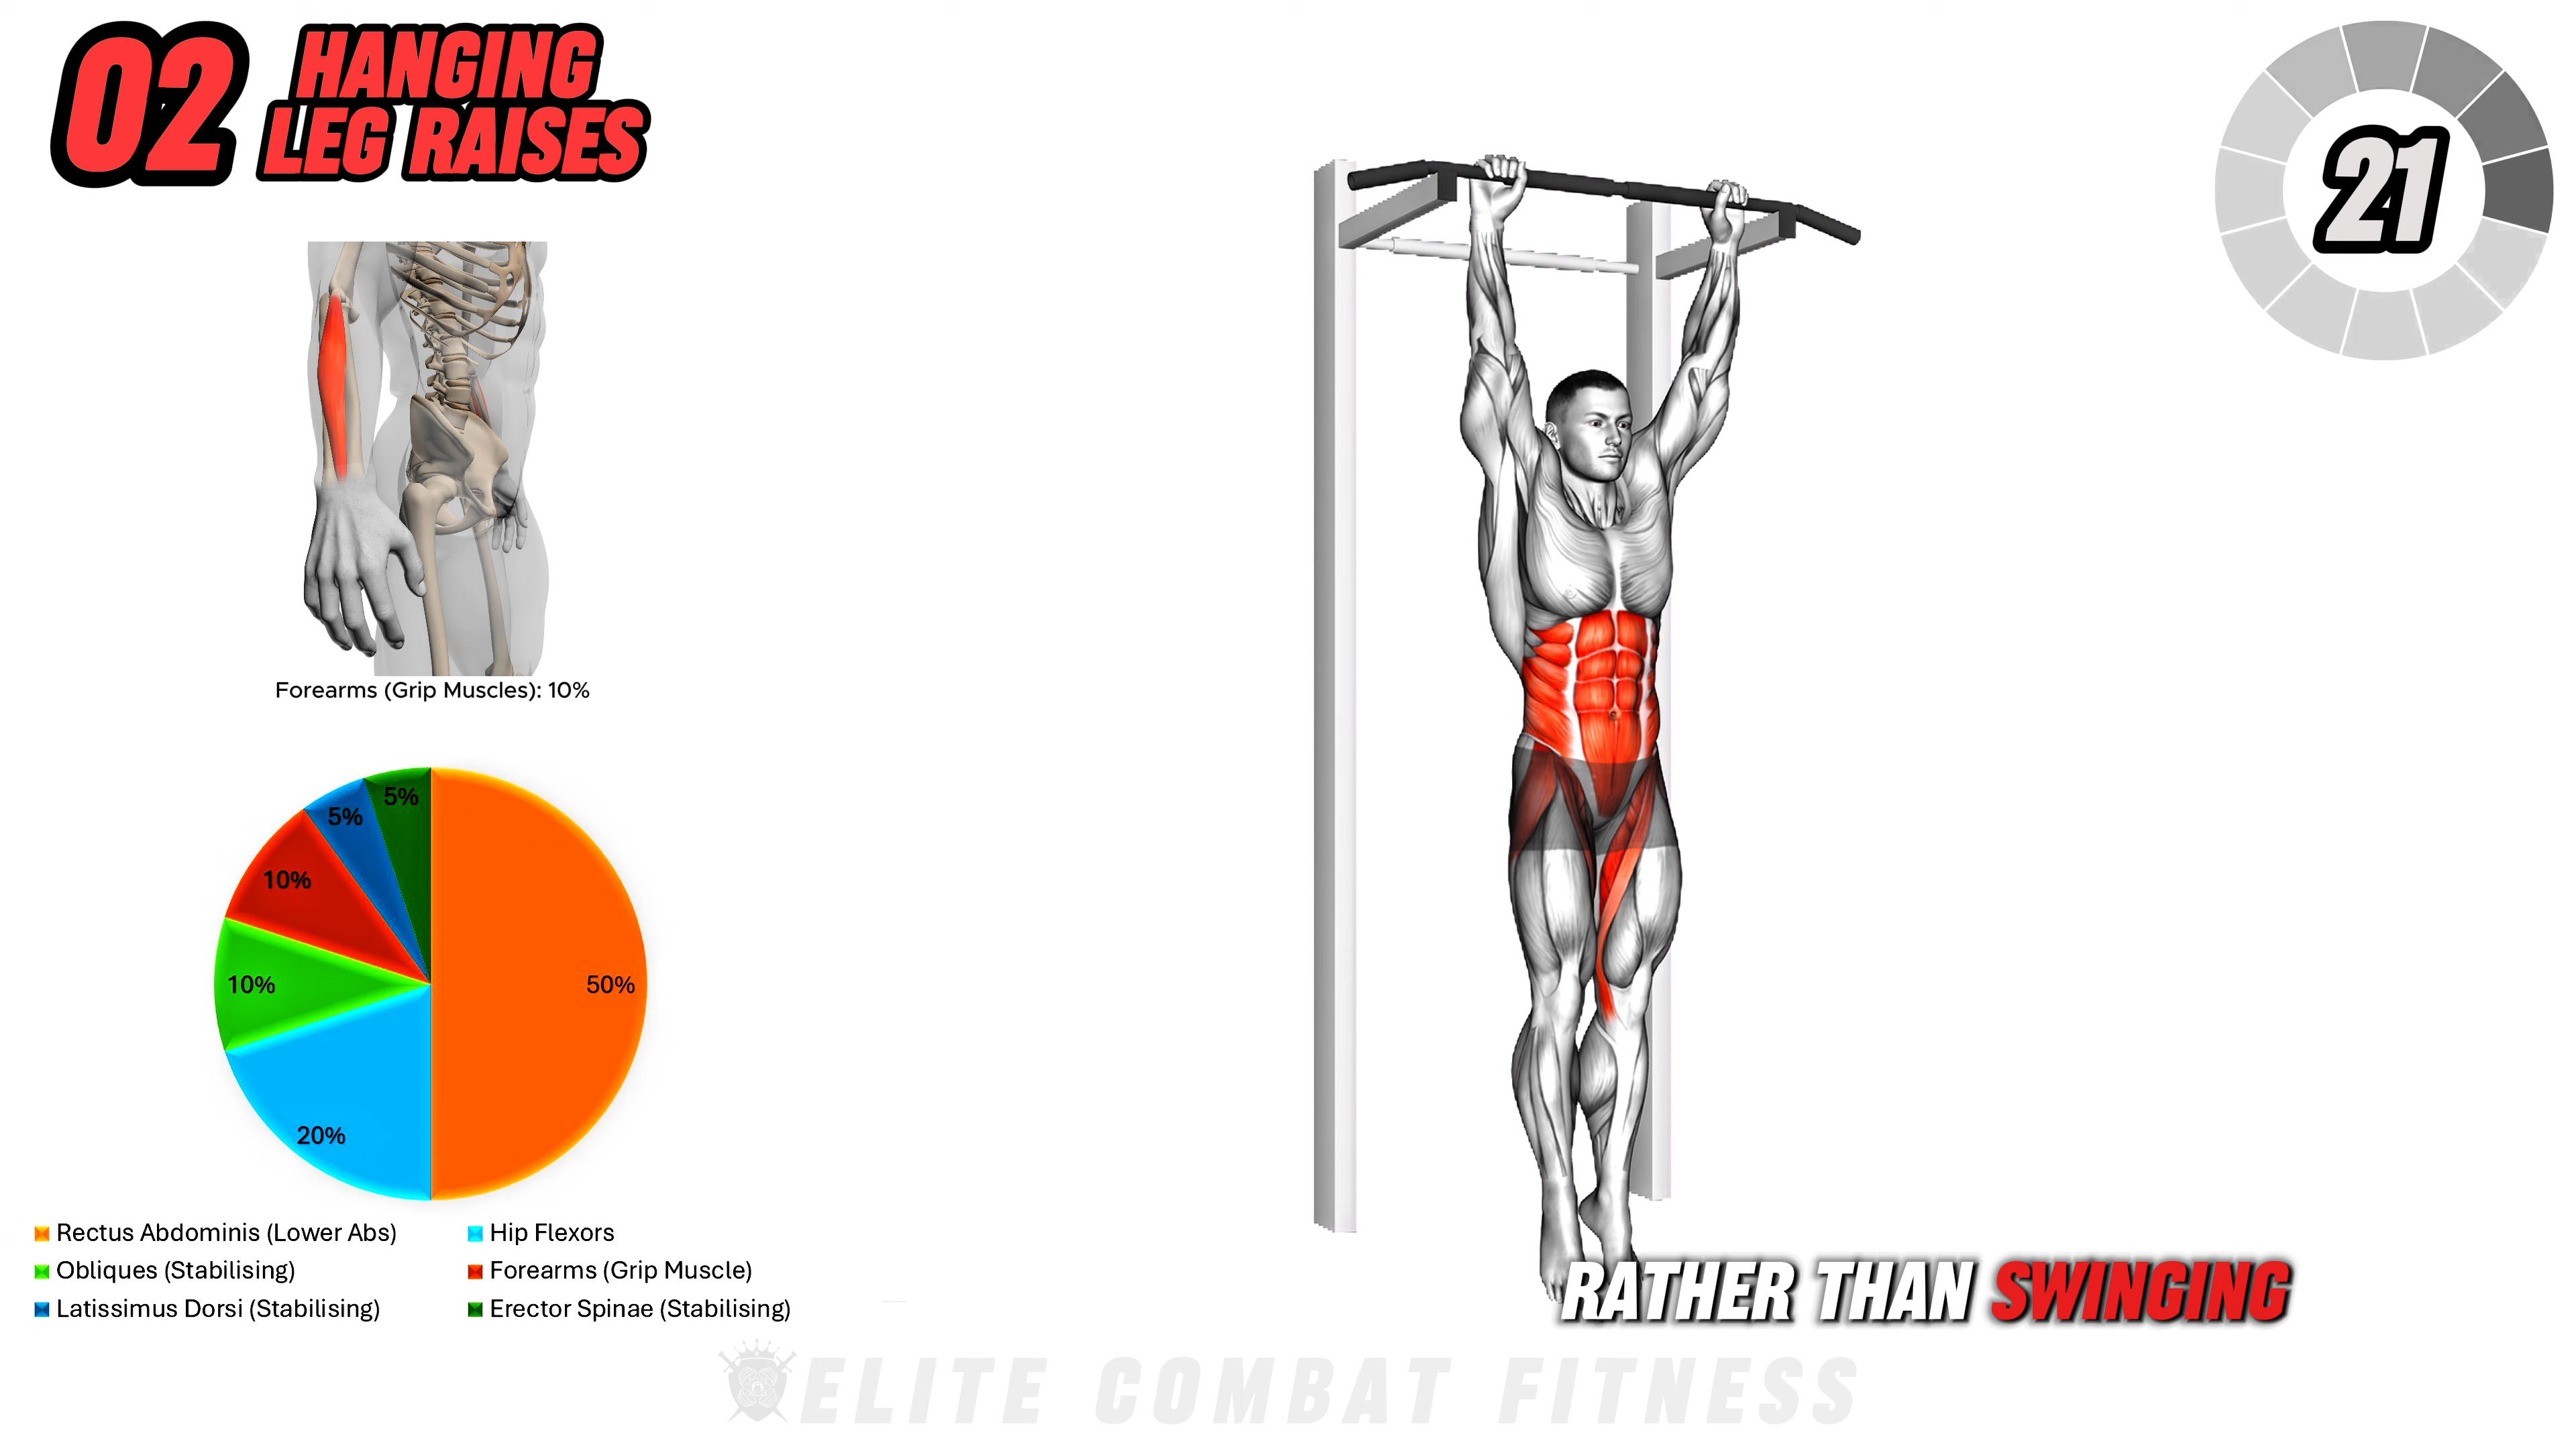 02
HANGING
LEG RAISES
21
Forearms (Grip Muscles): 10%
5%
5%
10%
10%
50%
20%
Rectus Abdominis (Lower Abs)
Hip Flexors
Obliques (Stabilising)
Forearms (Grip Muscle)
Latissimus Dorsi (Stabilising)
Erector Spinae (Stabilising)
RATHER THAN SWINGING
ELITE COMBAT FITNESS